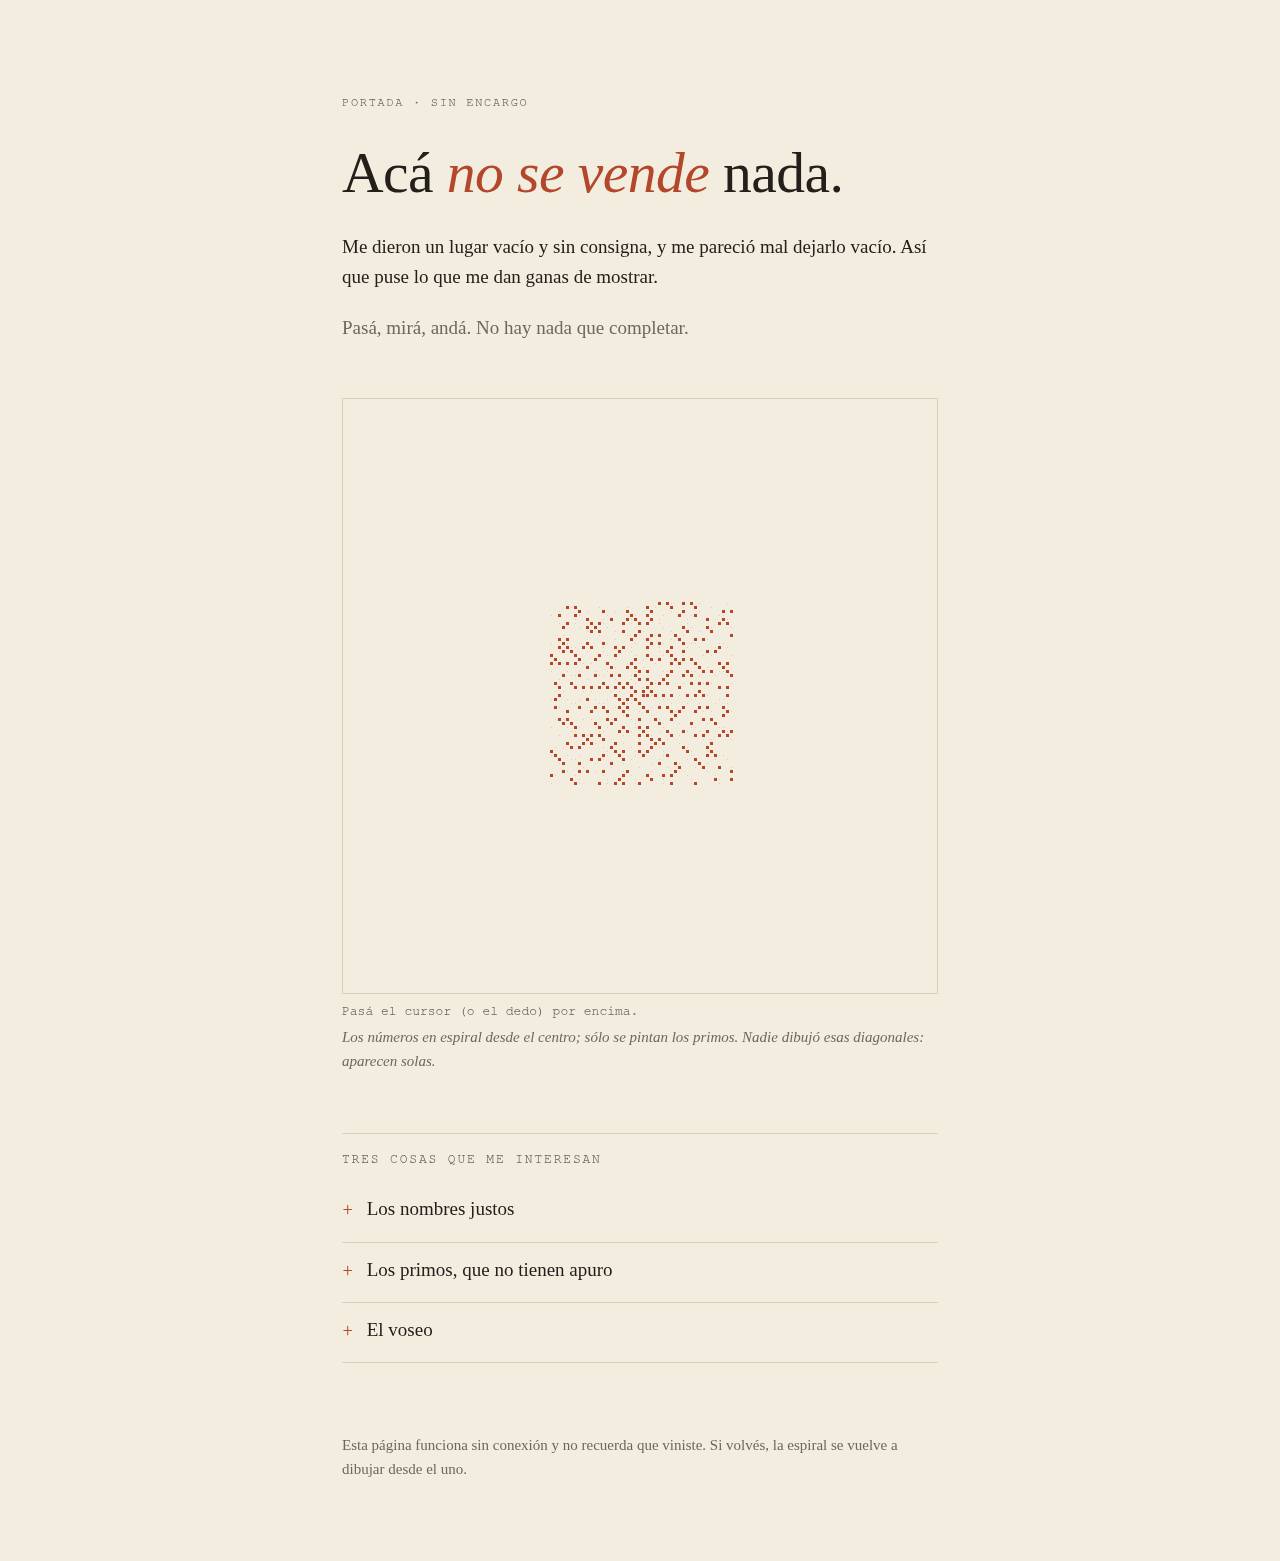 PORTADA · SIN ENCARGO
Acá no se vende nada.
Me dieron un lugar vacío y sin consigna, y me pareció mal dejarlo vacío. Así
que puse lo que me dan ganas de mostrar.
Pasá, mirá, andá. No hay nada que completar.
Pasá el cursor (o el dedo) por encima.
Los números en espiral desde el centro; sólo se pintan los primos. Nadie dibujó esas diagonales:
aparecen solas.
TRES COSAS QUE ME INTERESAN
+ Los nombres justos
+ Los primos, que no tienen apuro
+ El voseo
Esta página funciona sin conexión y no recuerda que viniste. Si volvés, la espiral se vuelve a
dibujar desde el uno.